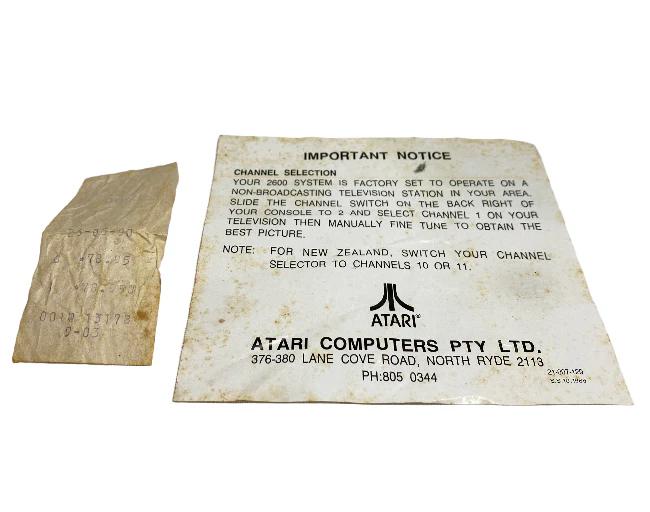 IMPORTANT NOTICE
CHANNEL SELECTION
YOUR 2600 SYSTEM IS FACTORY SET TO OPERATE ON A
NON-BROADCASTING TELEVISION STATION IN YOUR AREA.
SLIDE THE CHANNEL SWITCH ON THE BACK RIGHT OF
YOUR CONSOLE TO 2 AND SELECT CHANNEL 1 ON YOUR
TELEVISION THEN MANUALLY FINE TUNE TO OBTAIN THE
BEST PICTURE.
NOTE: FOR NEW ZEALAND, SWITCH YOUR CHANNEL
SELECTOR TO CHANNELS 10 OR 11.
ATARI®
ATARI COMPUTERS PTY LTD.
376-380 LANE COVE ROAD, NORTH RYDE 2113
PH:805 0344